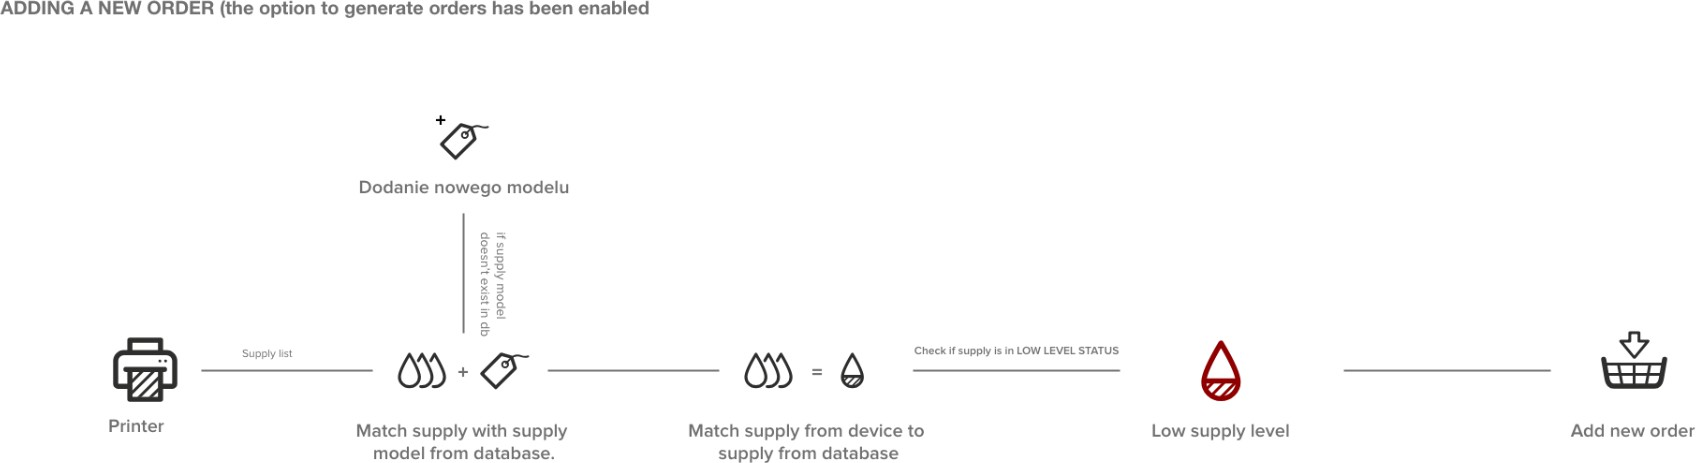 ADDING A NEW ORDER (the option to generate orders has been enabled
+
Dodanie nowego modelu
if supply model
doesn't exist in db
Supply list
+
=
Check if supply is in LOW LEVEL STATUS
Printer
Match supply with supply
model from database.
Match supply from device to
supply from database
Low supply level
Add new order